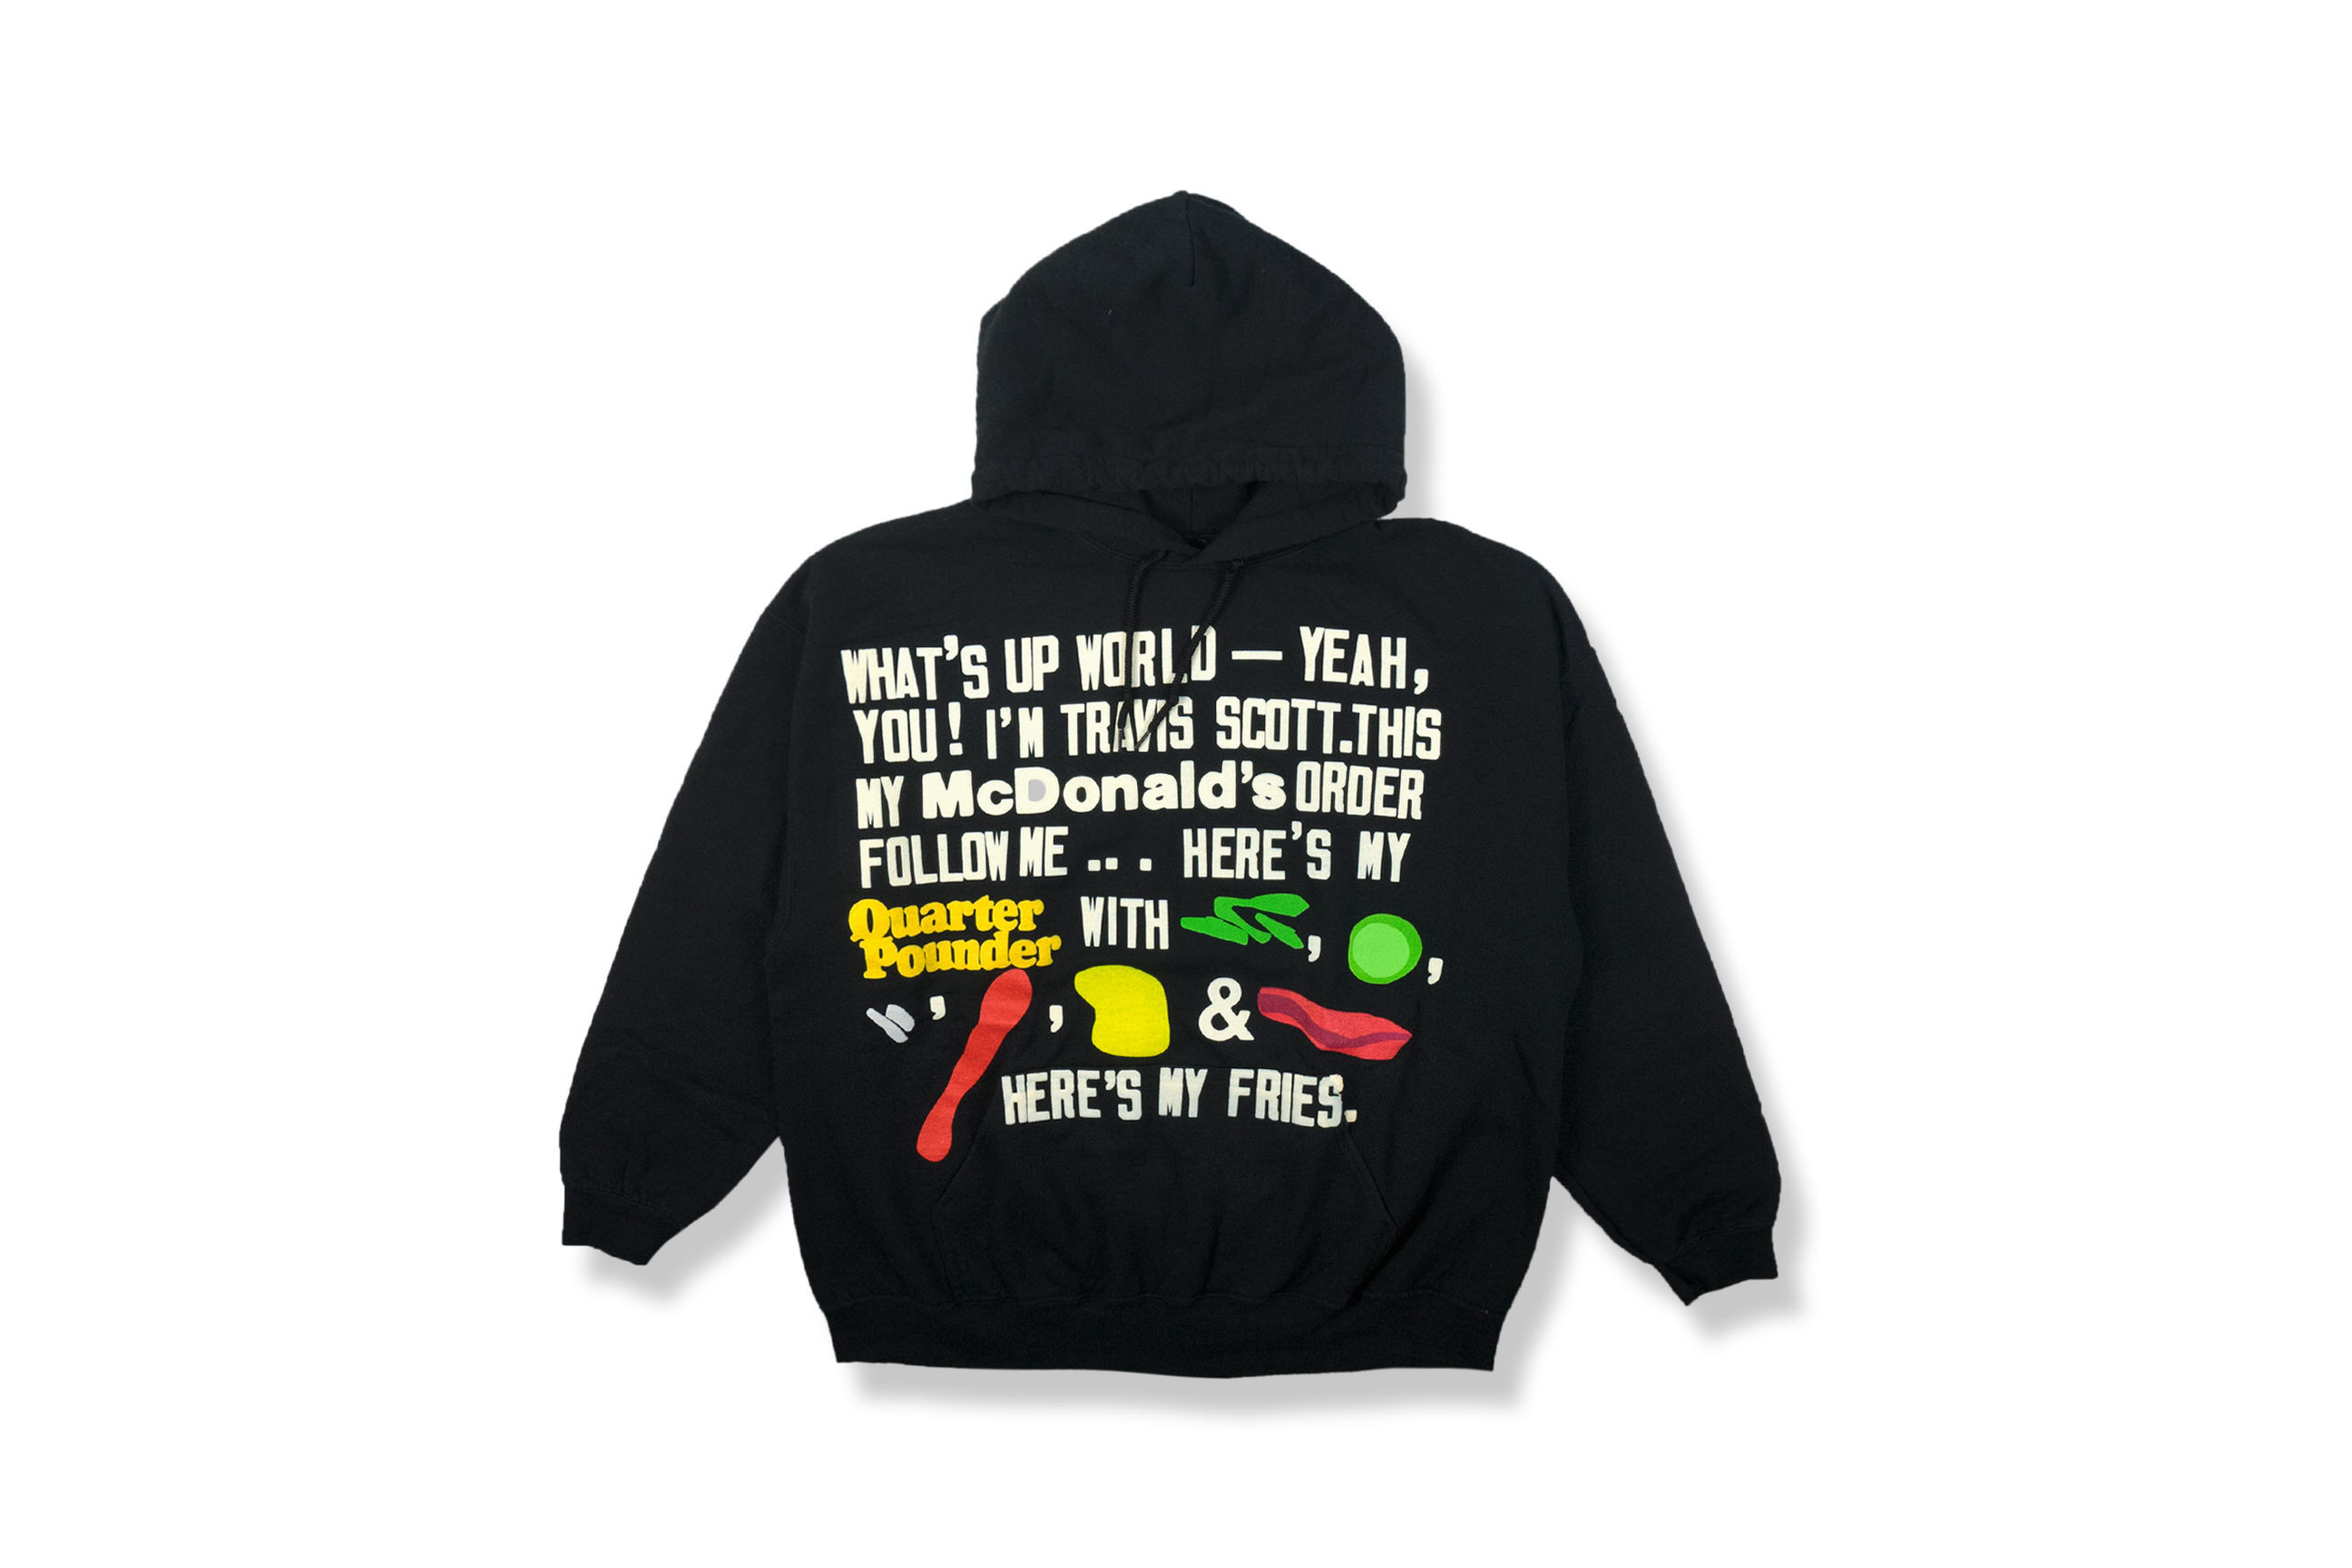 WHAT'S UP WORLD — YEAH,
YOU! I'M TRAVIS SCOTT.THIS
MY McDonald's ORDER
FOLLOW ME ... HERE'S MY
Quarter
Pounder WITH , ,
, , &
HERE'S MY FRIES.